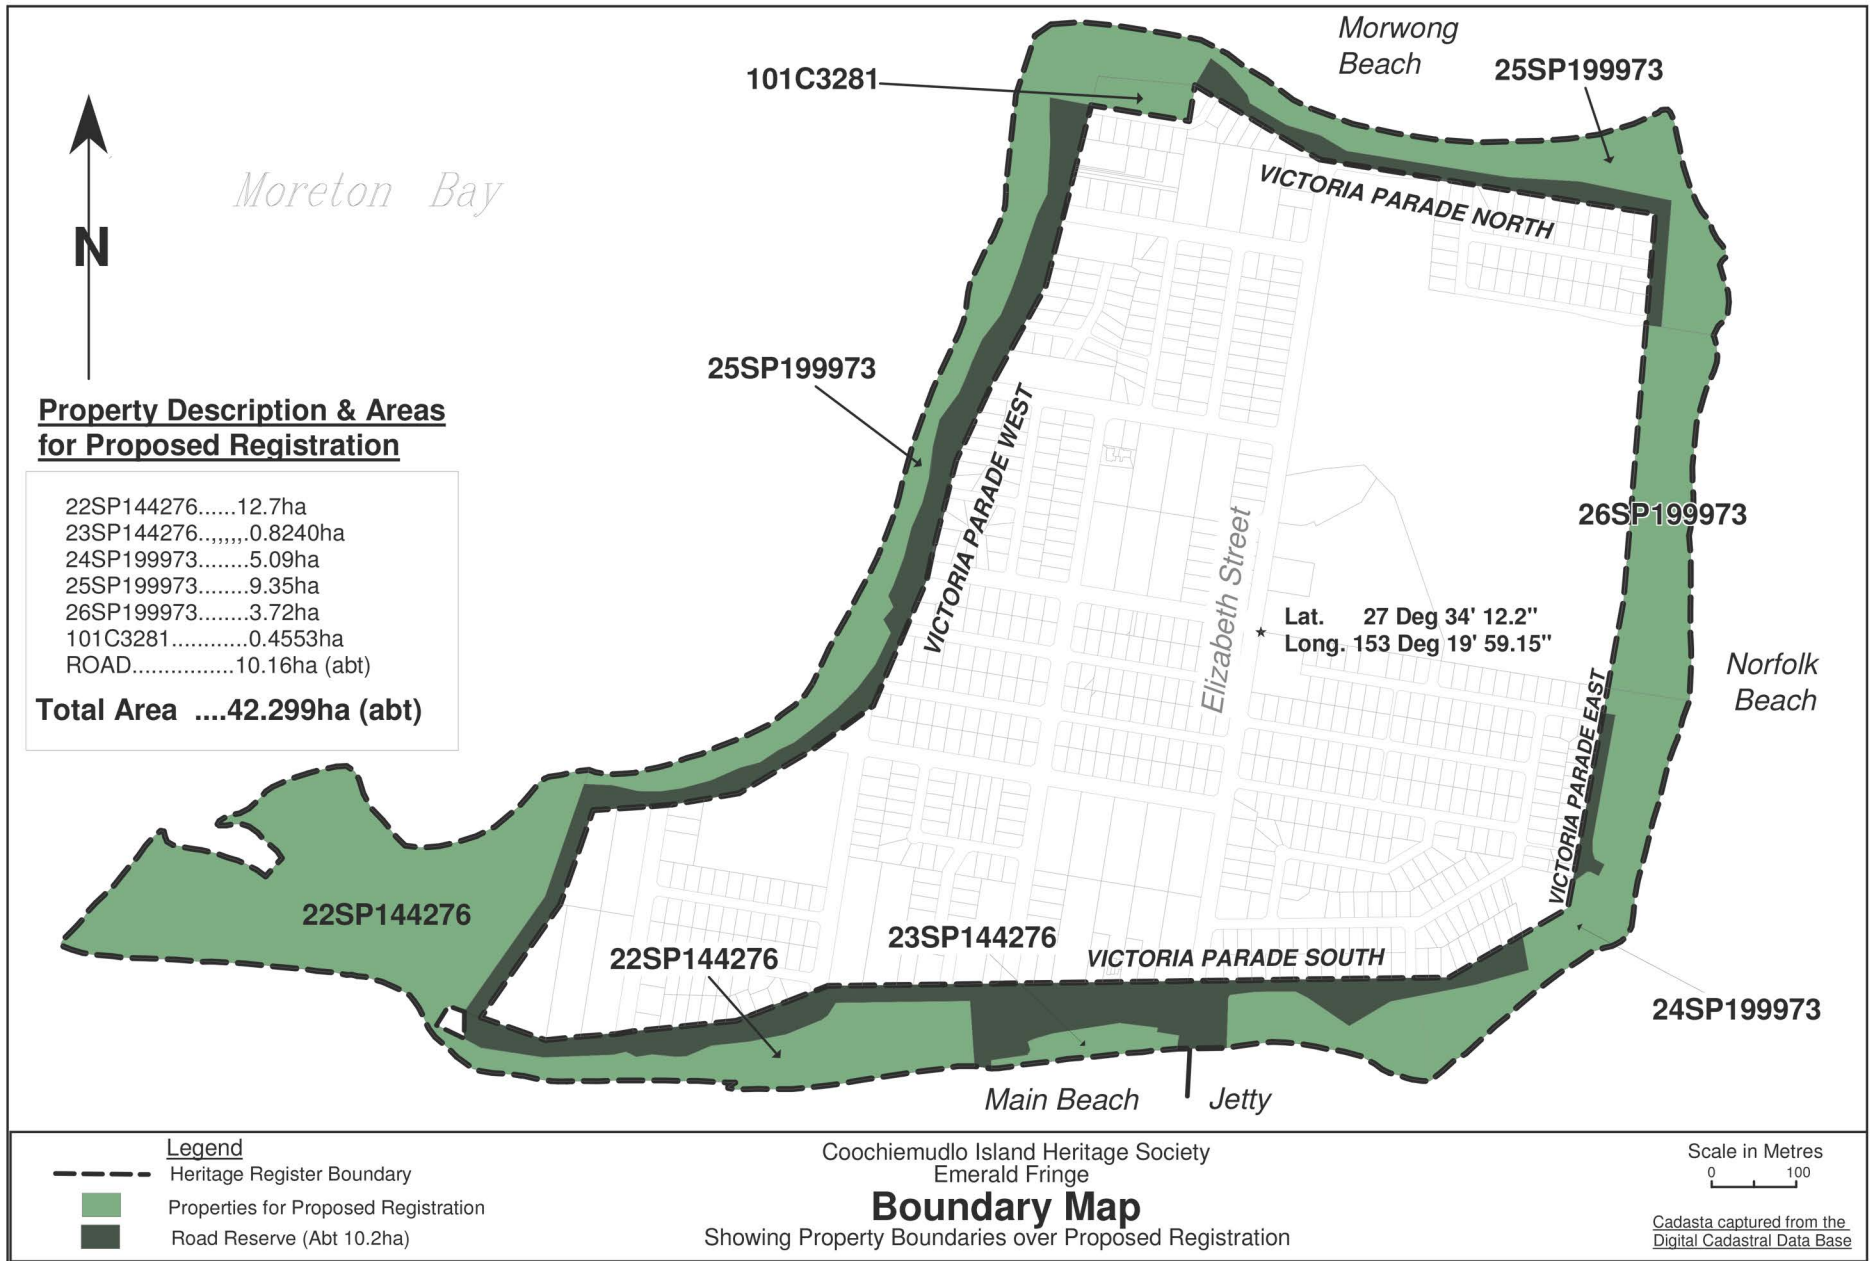 Morwong
Beach
101C3281
25SP199973
Moreton Bay
N
VICTORIA PARADE NORTH
25SP199973
VICTORIA PARADE WEST
Property Description & Areas
for Proposed Registration
22SP144276......12.7ha
23SP144276..,,,,,.0.8240ha
24SP199973........5.09ha
25SP199973........9.35ha
26SP199973........3.72ha
101C3281............0.4553ha
ROAD................10.16ha (abt)
Total Area ....42.299ha (abt)
26SP199973
Elizabeth Street
Lat. 27 Deg 34' 12.2"
Long. 153 Deg 19' 59.15"
Norfolk
Beach
VICTORIA PARADE EAST
22SP144276
22SP144276
23SP144276
VICTORIA PARADE SOUTH
24SP199973
Main Beach
Jetty
Legend
Heritage Register Boundary
Properties for Proposed Registration
Road Reserve (Abt 10.2ha)
Coochiemudlo Island Heritage Society
Emerald Fringe
Boundary Map
Showing Property Boundaries over Proposed Registration
Scale in Metres
0 100
Cadasta captured from the
Digital Cadastral Data Base